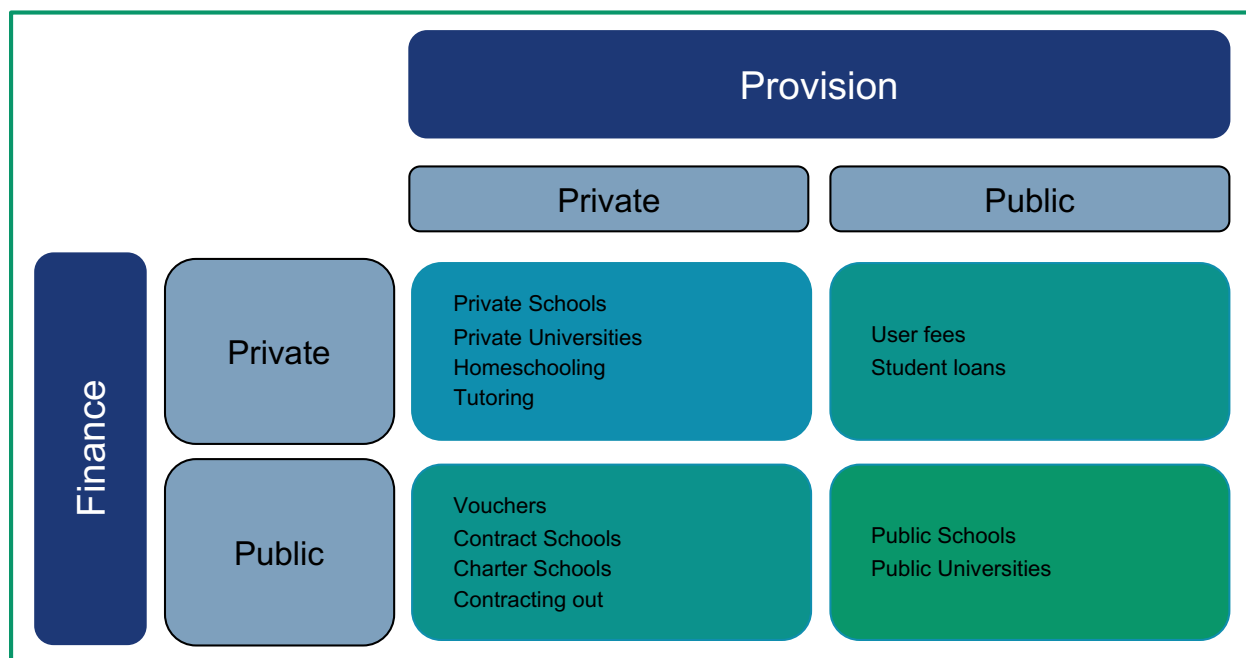 Provision
Private
Public
Finance
Private
Private Schools
Private Universities
Homeschooling
Tutoring
User fees
Student loans
Public
Vouchers
Contract Schools
Charter Schools
Contracting out
Public Schools
Public Universities